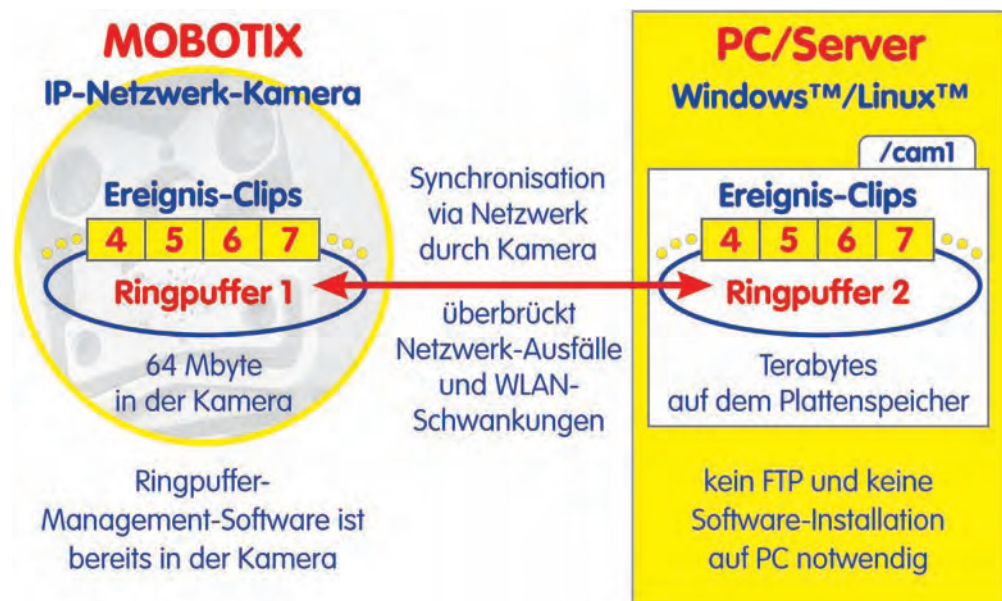 MOBOTIX
IP-Netzwerk-Kamera
Ereignis-Clips
4 5 6 7
Ringpuffer 1
64 Mbyte
in der Kamera
Ringpuffer-
Management-Software ist
bereits in der Kamera
Synchronisation
via Netzwerk
durch Kamera
überbrückt
Netzwerk-Ausfälle
und WLAN-
Schwankungen
PC/Server
Windows™/Linux™
/cam1
Ereignis-Clips
4 5 6 7
Ringpuffer 2
Terabytes
auf dem Plattenspeicher
kein FTP und keine
Software-Installation
auf PC notwendig